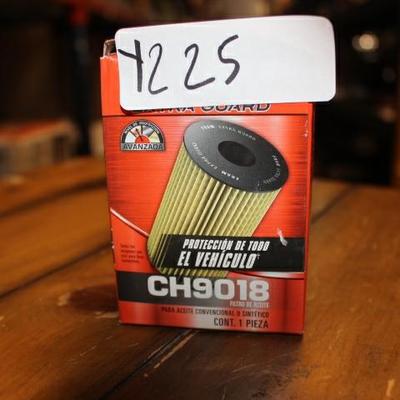 Y225
EXTRA GUARD
AVANZADA
PROTECCIÓN DE TODO
EL VEHÍCULO†
CH9018
FILTRO DE ACEITE
PARA ACEITE CONVENCIONAL O SINTÉTICO
CONT. 1 PIEZA